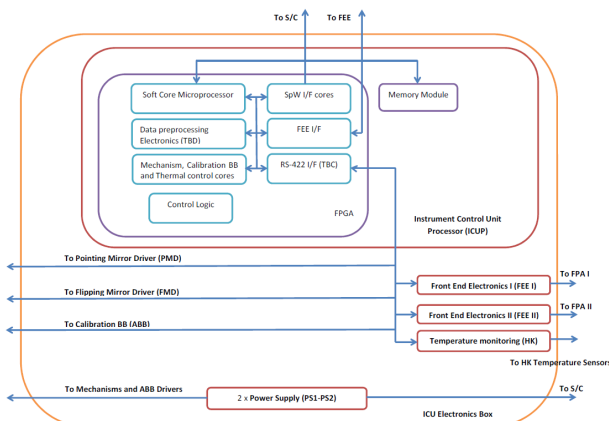 To S/C
To FEE
Soft Core Microprocessor
SpW I/F cores
Memory Module
Data preprocessing
Electronics (TBD)
FEE I/F
Mechanism, Calibration BB
and Thermal control cores
RS-422 I/F (TBC)
Control Logic
FPGA
Instrument Control Unit
Processor (ICUP)
To Pointing Mirror Driver (PMD)
To Flipping Mirror Driver (FMD)
To Calibration BB (ABB)
Front End Electronics I (FEE I)
To FPA I
Front End Electronics II (FEE II)
To FPA II
Temperature monitoring (HK)
To HK Temperature Sensors
To Mechanisms and ABB Drivers
2 x Power Supply (PS1-PS2)
To S/C
ICU Electronics Box